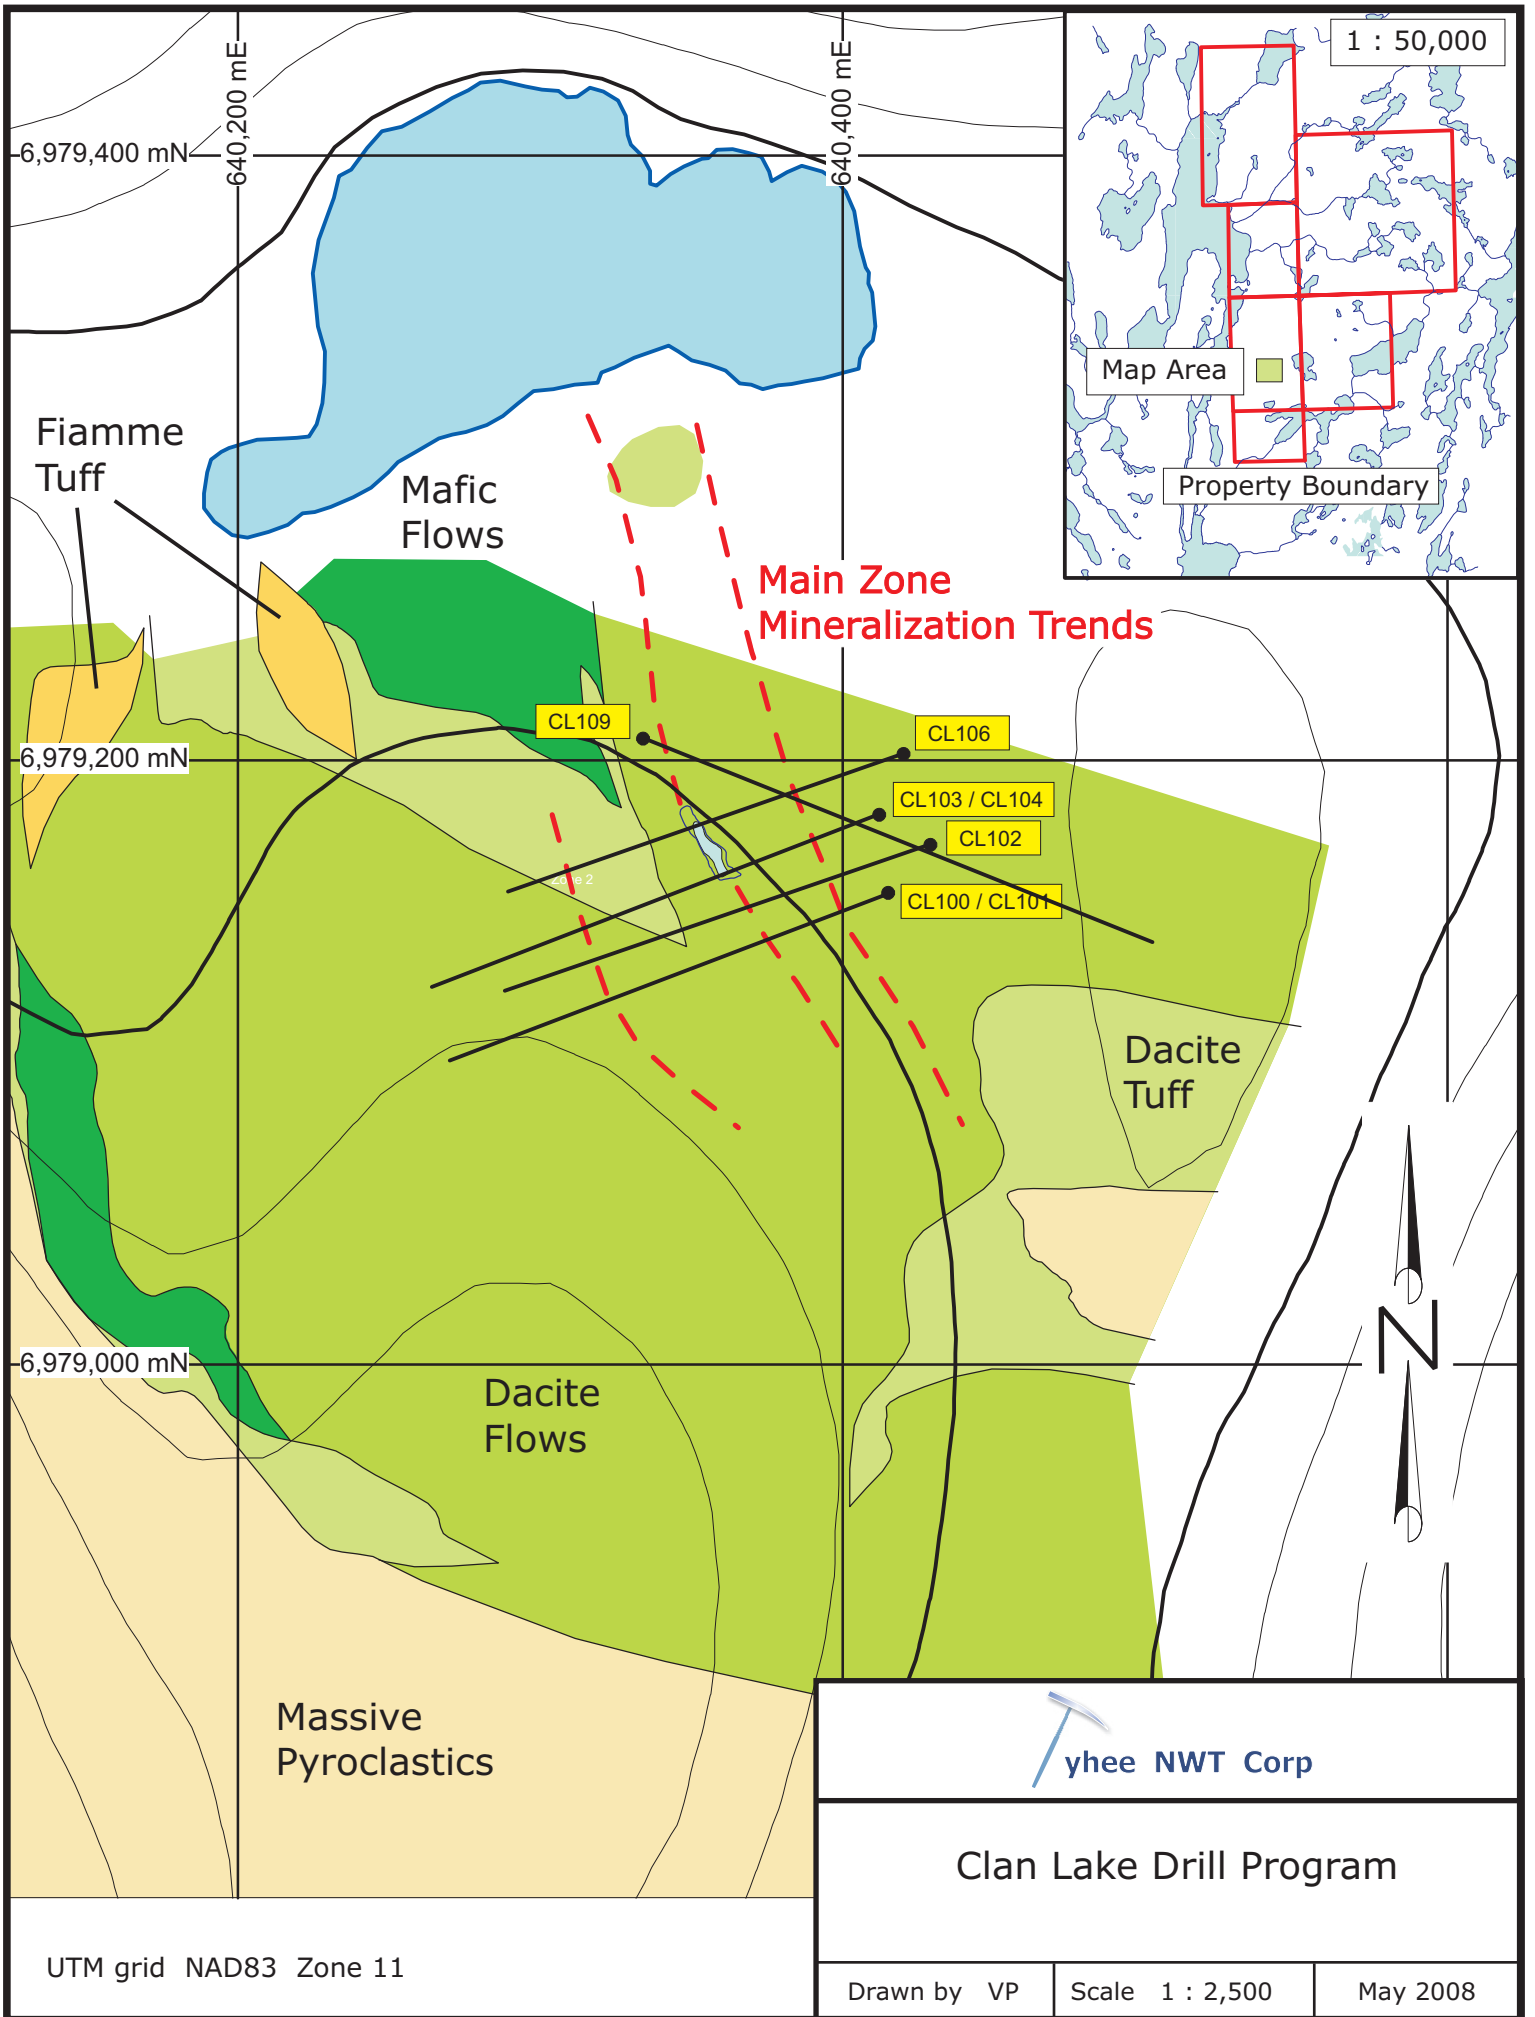 1 : 50,000
640,200 mE
640,400 mE
6,979,400 mN
Map Area
Property Boundary
Fiamme
Tuff
Mafic
Flows
Main Zone
Mineralization Trends
CL109
CL106
6,979,200 mN
CL103 / CL104
CL102
Zone 2
CL100 / CL101
Dacite
Tuff
N
6,979,000 mN
Dacite
Flows
Massive
Pyroclastics
yhee NWT Corp
Clan Lake Drill Program
UTM grid NAD83 Zone 11
Drawn by VP
Scale 1 : 2,500
May 2008